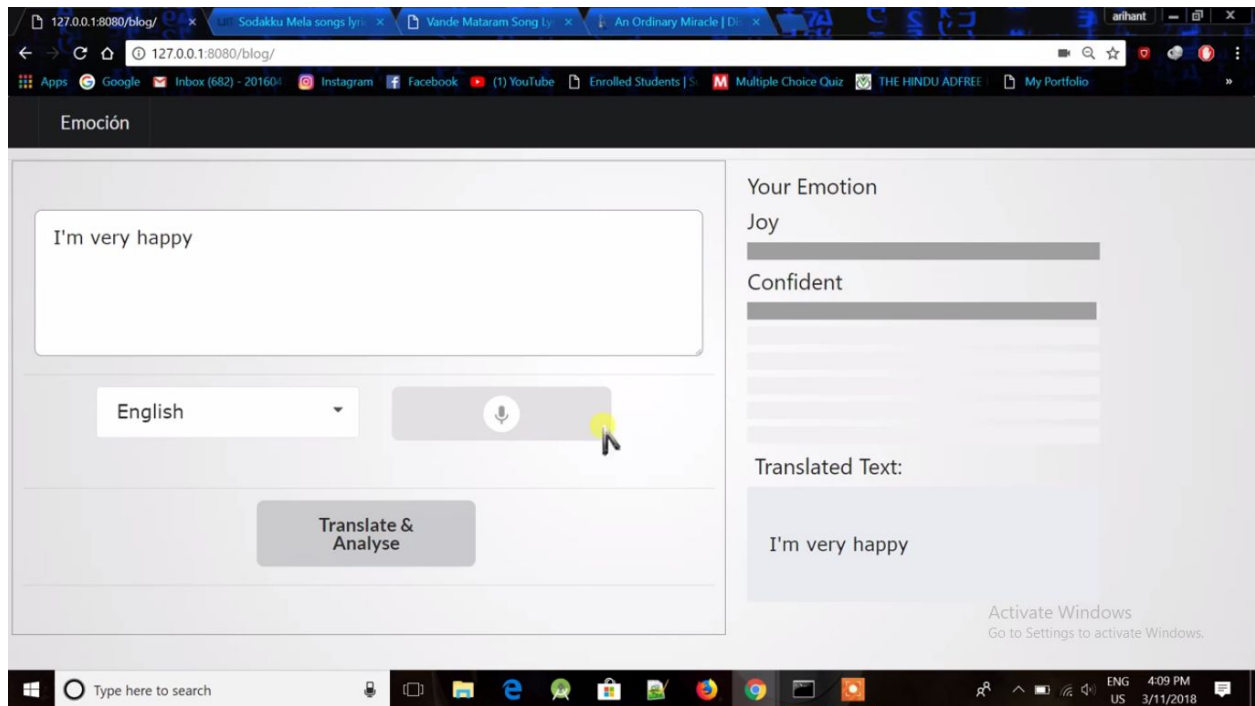 127.0.0.1:8080/blog/
Sodakku Mela songs lyri
Vande Mataram Song Ly
An Ordinary Miracle | Di
arihant
127.0.0.1:8080/blog/
Apps Google Inbox (682) - 201604 Instagram Facebook (1) YouTube Enrolled Students | S Multiple Choice Quiz THE HINDU ADFREE My Portfolio »
Emoción
I'm very happy
English
Translate &
Analyse
Your Emotion
Joy
Confident
Translated Text:
I'm very happy
Activate Windows
Go to Settings to activate Windows.
Type here to search
ENG 4:09 PM
US 3/11/2018